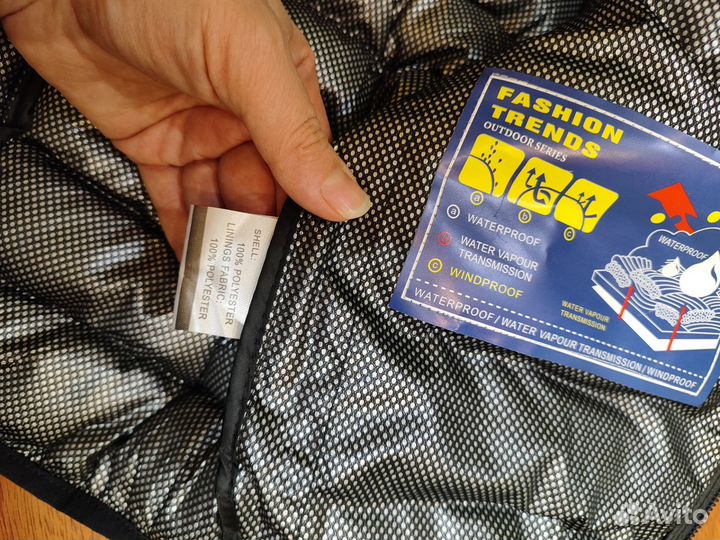 SHELL:
100% POLYESTER
LININGS FABRIC:
100% POLYESTER
FASHION
TRENDS
OUTDOOR SERIES
a
b
c
a WATERPROOF
WATER VAPOUR
TRANSMISSION
c WINDPROOF
WATERPROOF
WATER VAPOUR
TRANSMISSION:
WATERPROOF / WATER VAPOUR TRANSMISSION / WINDPROOF
Avito